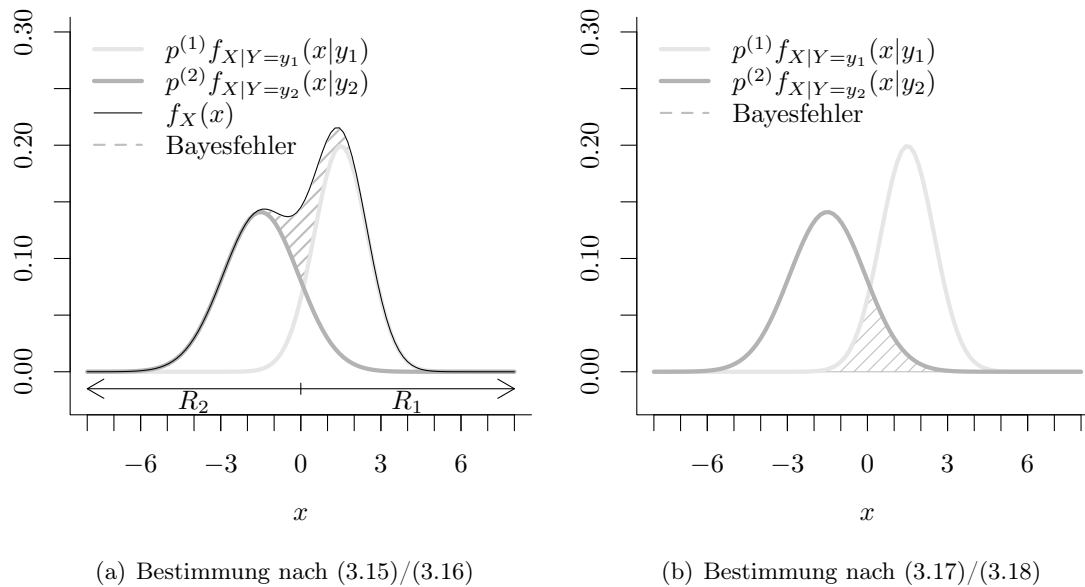 0.30
0.20
0.10
0.00
p^{(1)} f_{X|Y=y_1}(x|y_1)
p^{(2)} f_{X|Y=y_2}(x|y_2)
f_X(x)
Bayesfehler
R_2 R_1
−6 −3 0 3 6
x
(a) Bestimmung nach (3.15)/(3.16)
0.30
0.20
0.10
0.00
p^{(1)} f_{X|Y=y_1}(x|y_1)
p^{(2)} f_{X|Y=y_2}(x|y_2)
Bayesfehler
−6 −3 0 3 6
x
(b) Bestimmung nach (3.17)/(3.18)